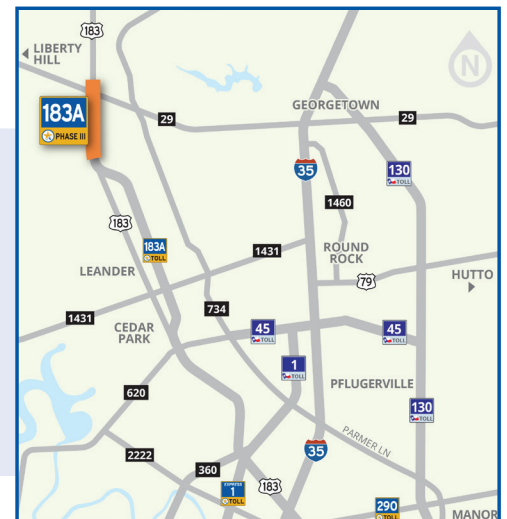 183
LIBERTY
HILL
N
183A
PHASE III
GEORGETOWN
29
29
35
130
TOLL
1460
183
183A
TOLL
1431
ROUND
ROCK
LEANDER
79
HUTTO
1431
734
CEDAR
PARK
45
TOLL
45
TOLL
1
TOLL
PFLUGERVILLE
620
130
TOLL
PARMER LN
2222
360
35
EXPRESS
1
TOLL
183
290
TOLL
MANOR